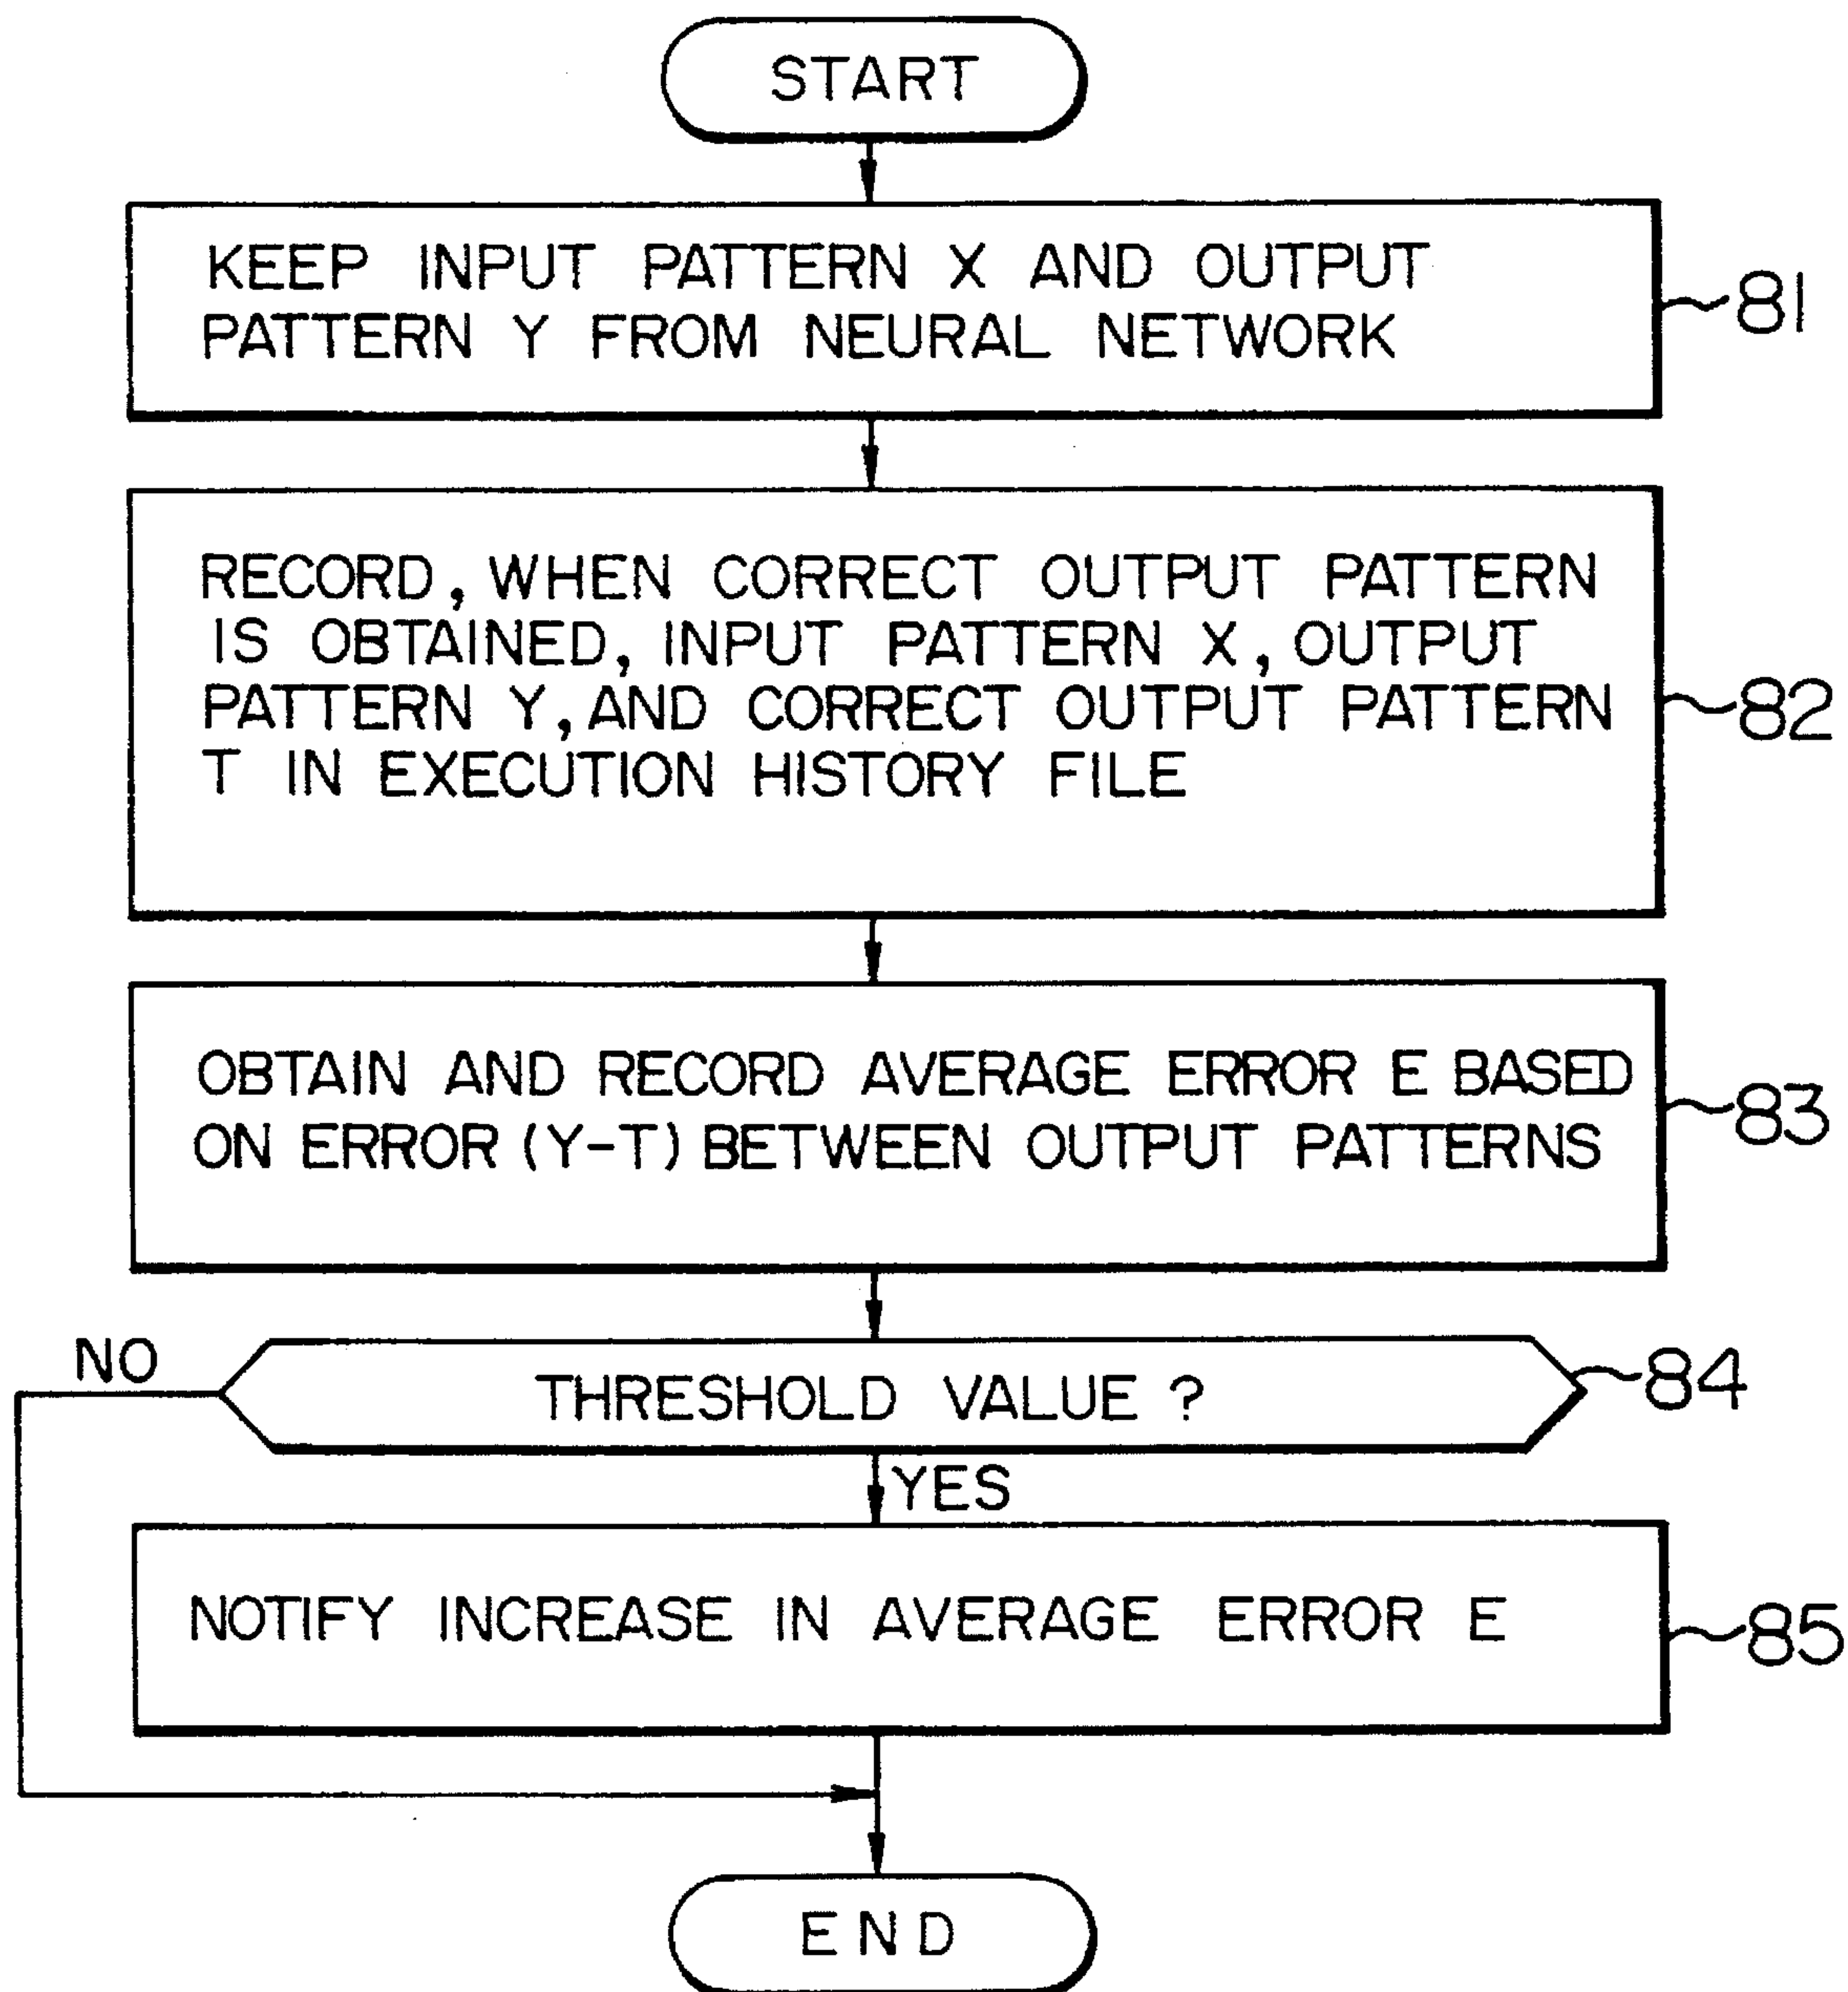 START
KEEP INPUT PATTERN X AND OUTPUT
PATTERN Y FROM NEURAL NETWORK
81
RECORD, WHEN CORRECT OUTPUT PATTERN
IS OBTAINED, INPUT PATTERN X, OUTPUT
PATTERN Y, AND CORRECT OUTPUT PATTERN
T IN EXECUTION HISTORY FILE
82
OBTAIN AND RECORD AVERAGE ERROR E BASED
ON ERROR (Y-T) BETWEEN OUTPUT PATTERNS
83
NO
THRESHOLD VALUE ?
84
YES
NOTIFY INCREASE IN AVERAGE ERROR E
85
END